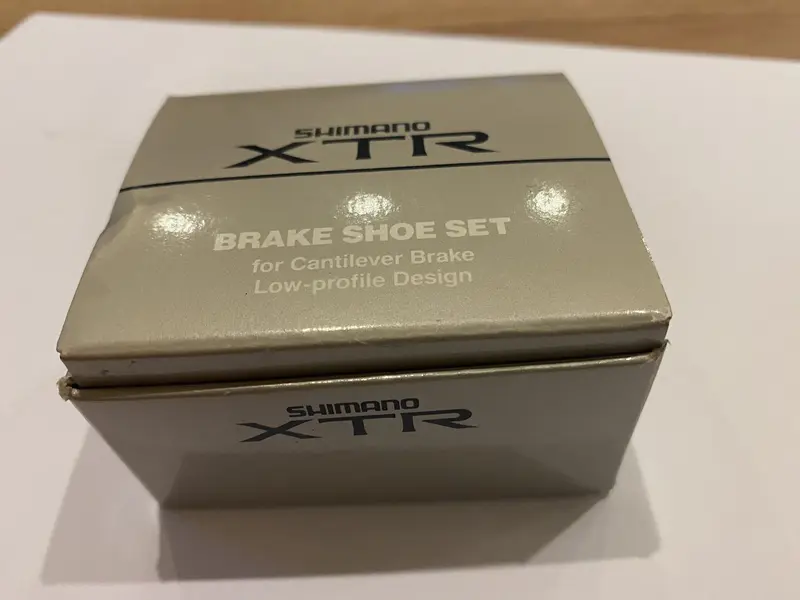 SHIMANO
XTR
BRAKE SHOE SET
for Cantilever Brake
Low-profile Design
SHIMANO
XTR